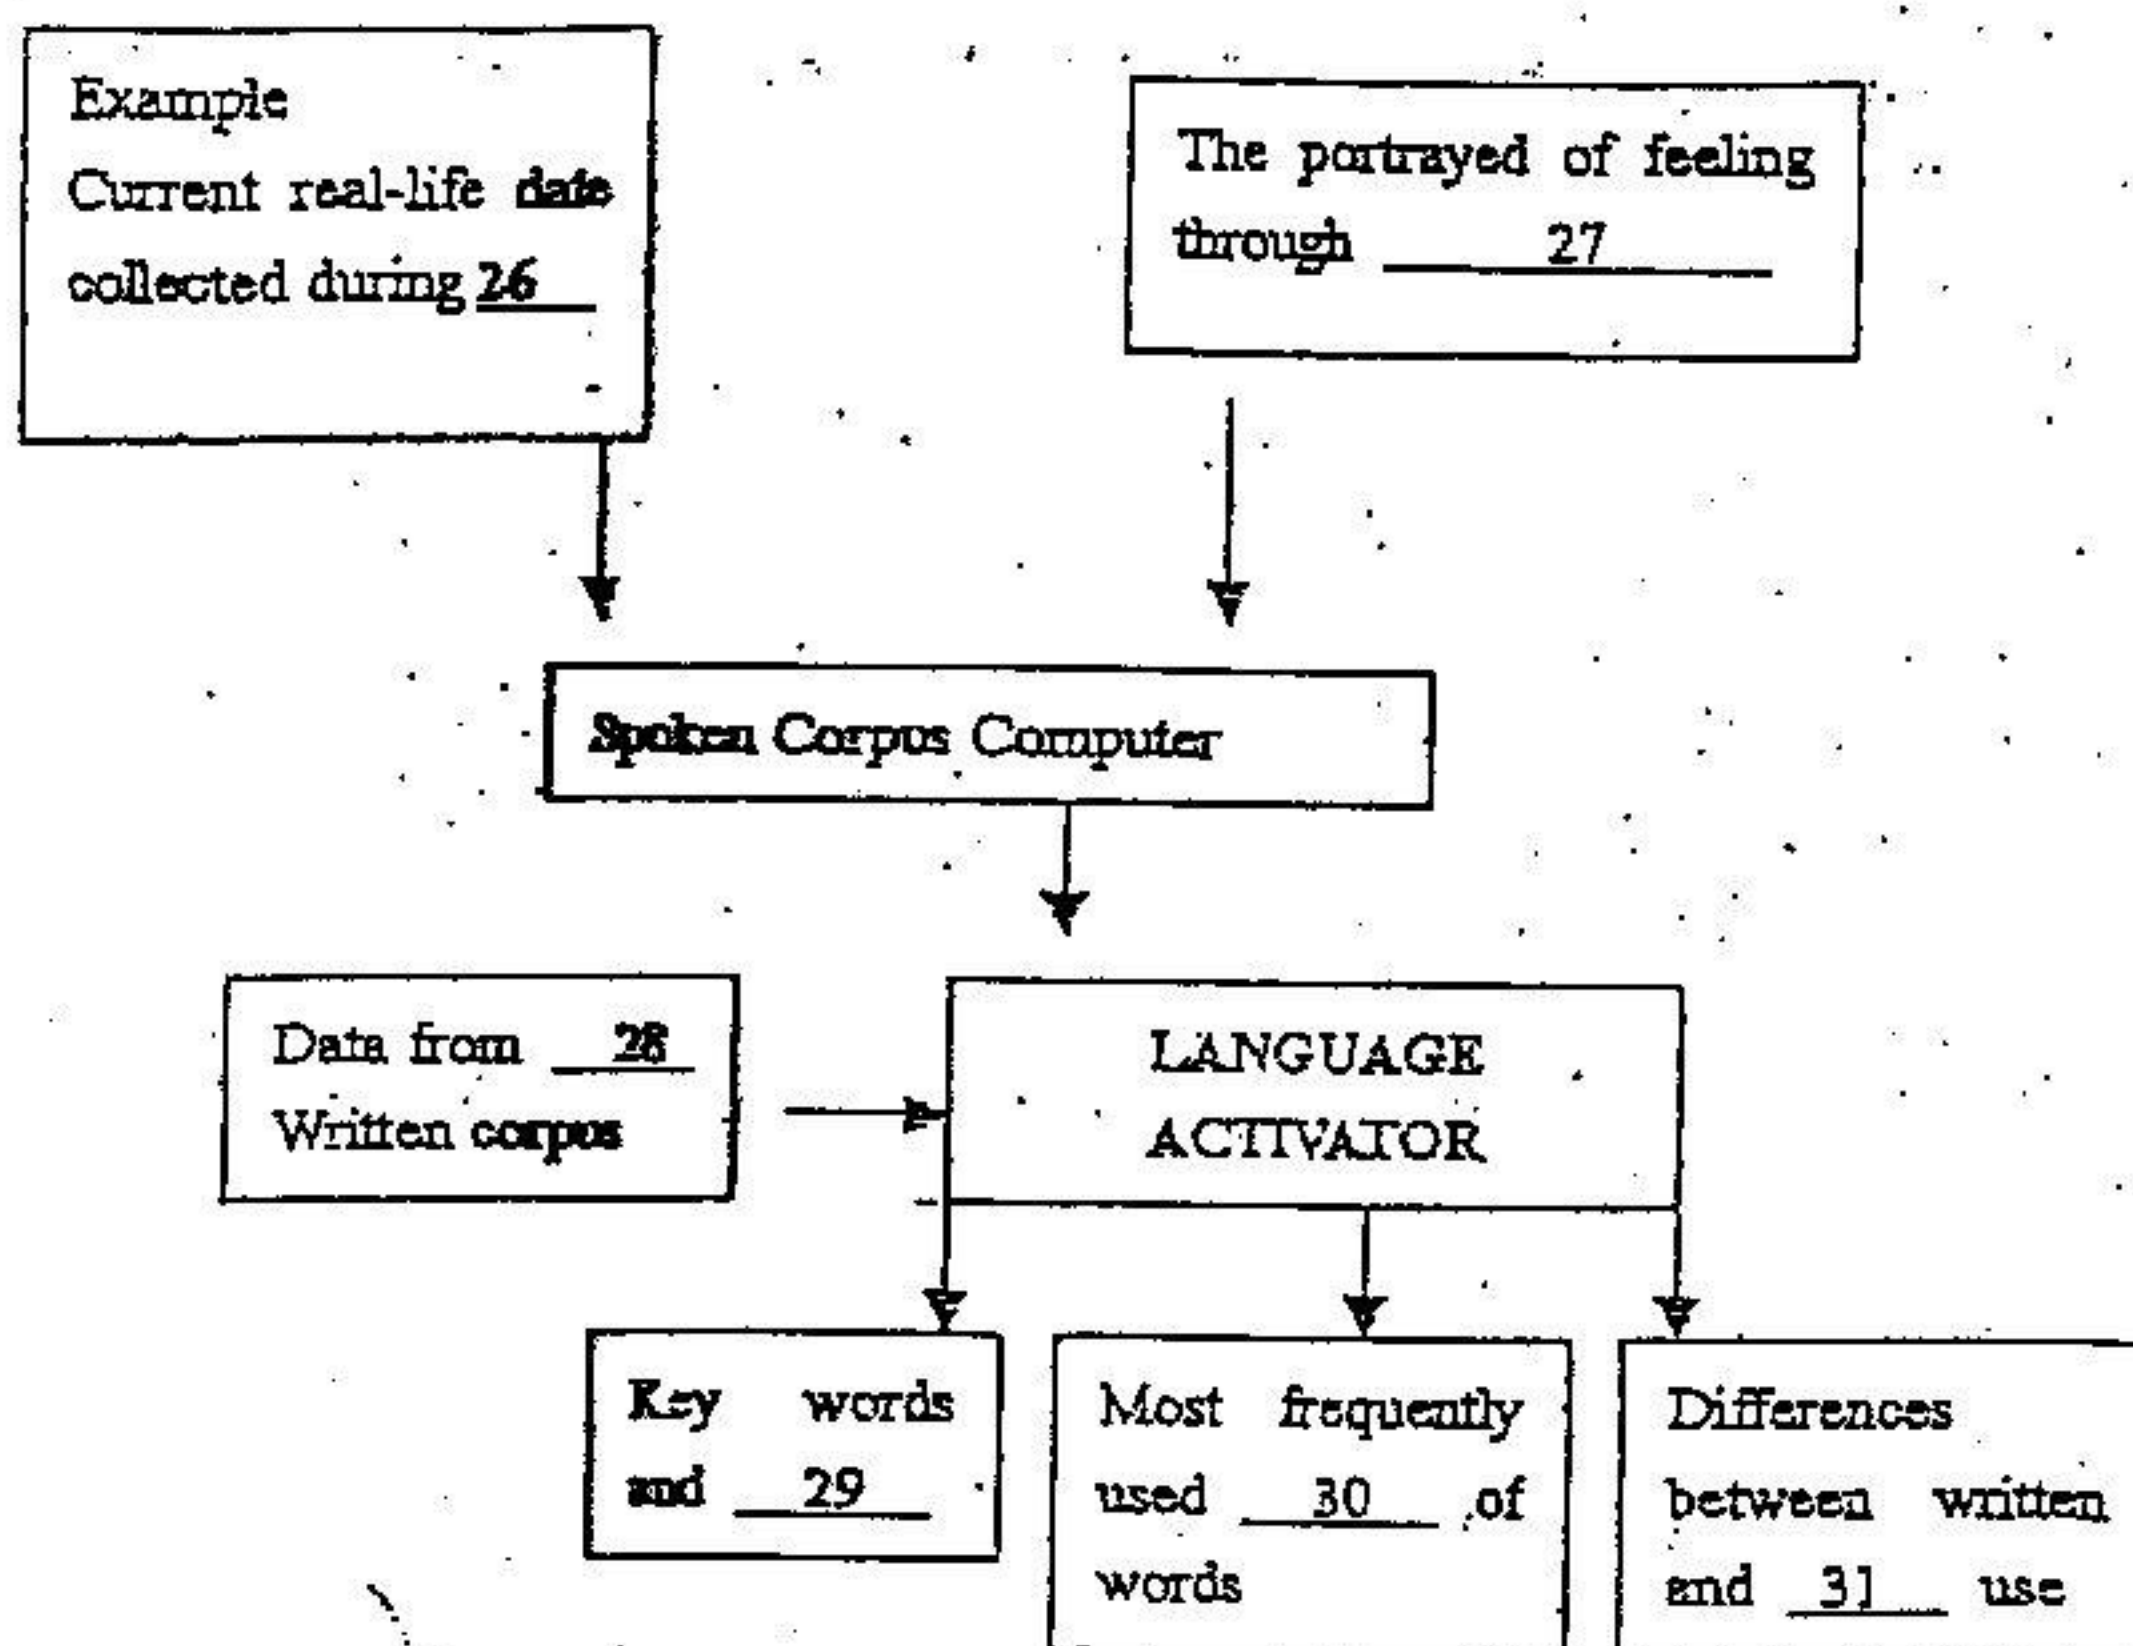 Example
Current real-life date
collected during 26
The portrayed of feeling
through 27
Spoken Corpus Computer
Data from 28
Written corpus
LANGUAGE
ACTIVATOR
Key words
and 29
Most frequently
used 30 of
words
Differences
between written
and 31 use